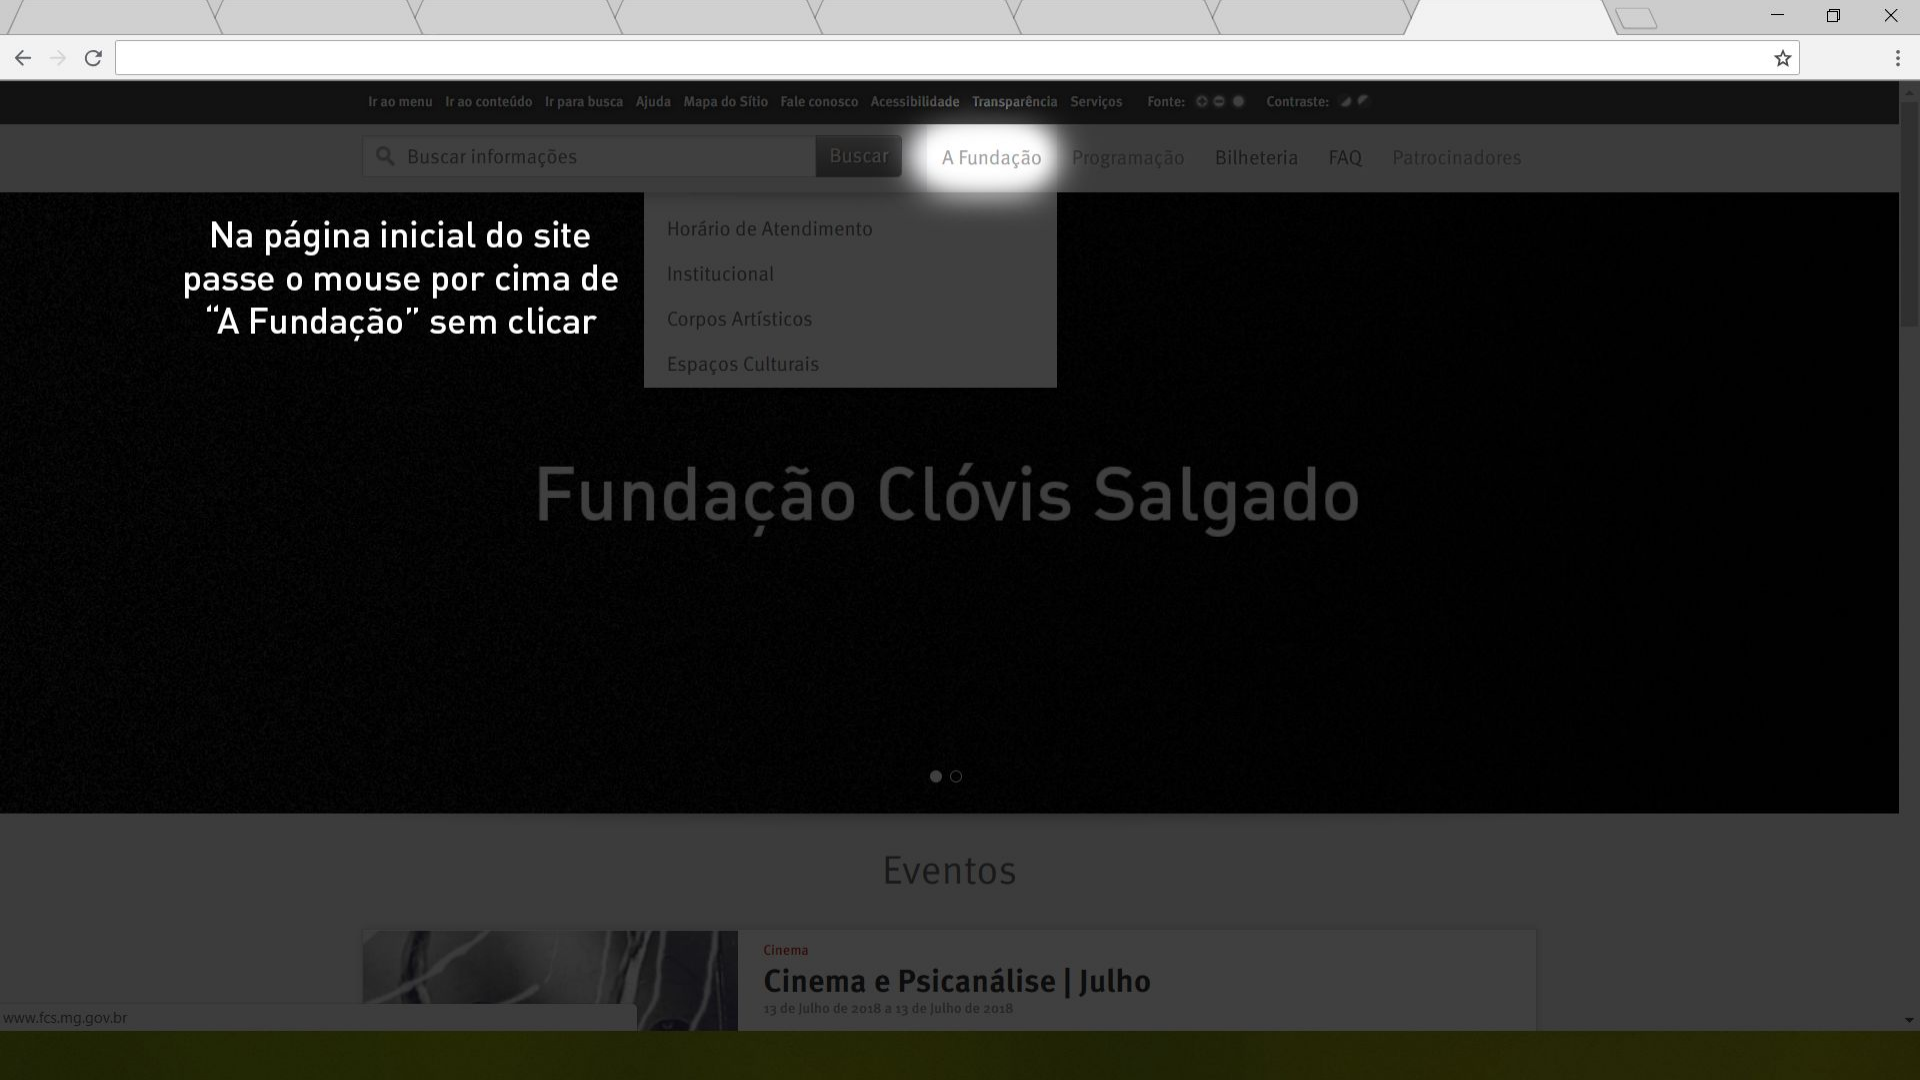 Ir ao menu Ir ao conteúdo Ir para busca Ajuda Mapa do Sítio Fale conosco Acessibilidade Transparência Serviços Fonte: Contraste:
Buscar informações Buscar A Fundação Programação Bilheteria FAQ Patrocinadores
Na página inicial do site
passe o mouse por cima de
“A Fundação” sem clicar
Horário de Atendimento
Institucional
Corpos Artísticos
Espaços Culturais
Fundação Clóvis Salgado
Eventos
Cinema
Cinema e Psicanálise | Julho
13 de Julho de 2018 a 13 de Julho de 2018
www.fcs.mg.gov.br